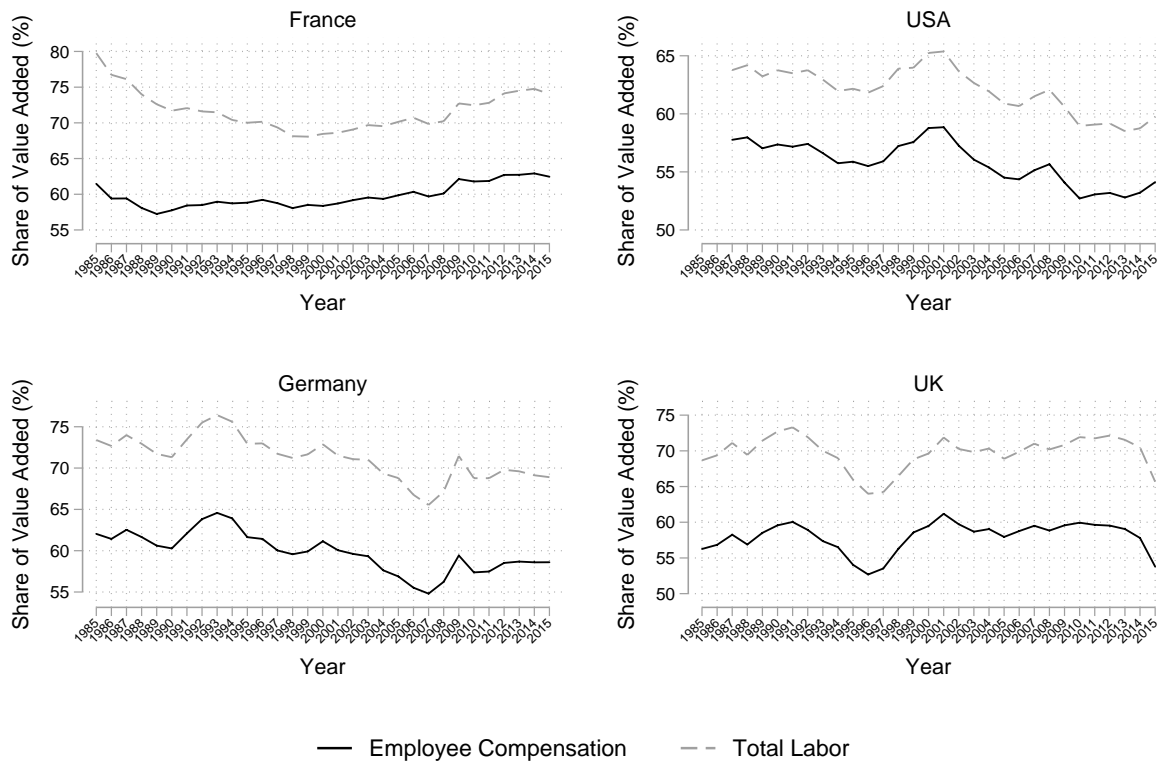 France
Share of Value Added (%)
80
75
70
65
60
55
1985 1986 1987 1988 1989 1990 1991 1992 1993 1994 1995 1996 1997 1998 1999 2000 2001 2002 2003 2004 2005 2006 2007 2008 2009 2010 2011 2012 2013 2014 2015
Year
USA
Share of Value Added (%)
65
60
55
50
1985 1986 1987 1988 1989 1990 1991 1992 1993 1994 1995 1996 1997 1998 1999 2000 2001 2002 2003 2004 2005 2006 2007 2008 2009 2010 2011 2012 2013 2014 2015
Year
Germany
Share of Value Added (%)
75
70
65
60
55
1985 1986 1987 1988 1989 1990 1991 1992 1993 1994 1995 1996 1997 1998 1999 2000 2001 2002 2003 2004 2005 2006 2007 2008 2009 2010 2011 2012 2013 2014 2015
Year
UK
Share of Value Added (%)
75
70
65
60
55
50
1985 1986 1987 1988 1989 1990 1991 1992 1993 1994 1995 1996 1997 1998 1999 2000 2001 2002 2003 2004 2005 2006 2007 2008 2009 2010 2011 2012 2013 2014 2015
Year
Employee Compensation Total Labor